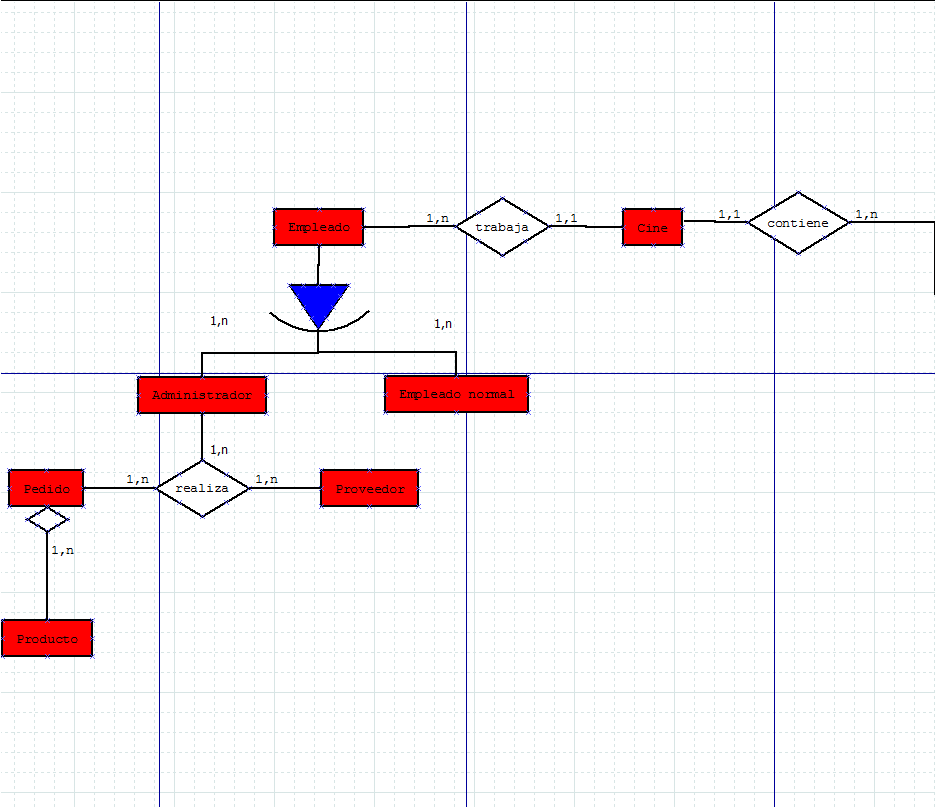 Empleado
1,n
trabaja
1,1
Cine
1,1
contiene
1,n
1,n
1,n
Administrador
Empleado normal
1,n
Pedido
1,n
realiza
1,n
Proveedor
1,n
Producto